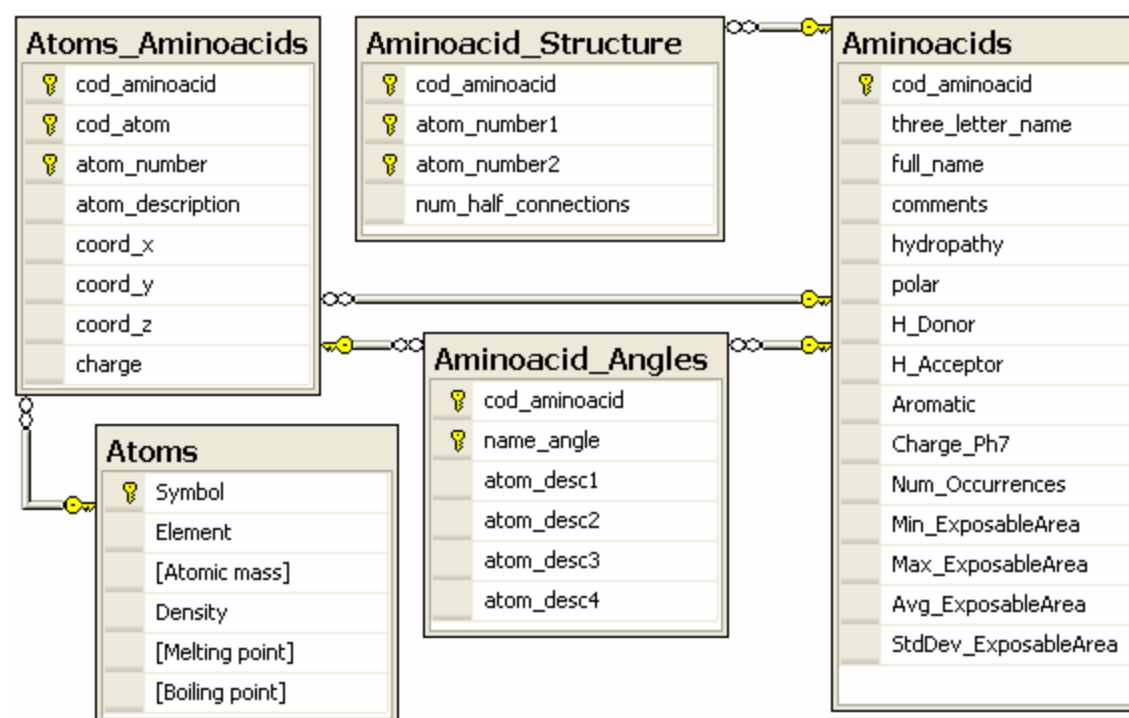 Atoms_Aminoacids
cod_aminoacid
cod_atom
atom_number
atom_description
coord_x
coord_y
coord_z
charge
Aminoacid_Structure
cod_aminoacid
atom_number1
atom_number2
num_half_connections
Aminoacids
cod_aminoacid
three_letter_name
full_name
comments
hydropathy
polar
H_Donor
H_Acceptor
Aromatic
Charge_Ph7
Num_Occurrences
Min_ExposableArea
Max_ExposableArea
Avg_ExposableArea
StdDev_ExposableArea
Aminoacid_Angles
cod_aminoacid
name_angle
atom_desc1
atom_desc2
atom_desc3
atom_desc4
Atoms
Symbol
Element
[Atomic mass]
Density
[Melting point]
[Boiling point]